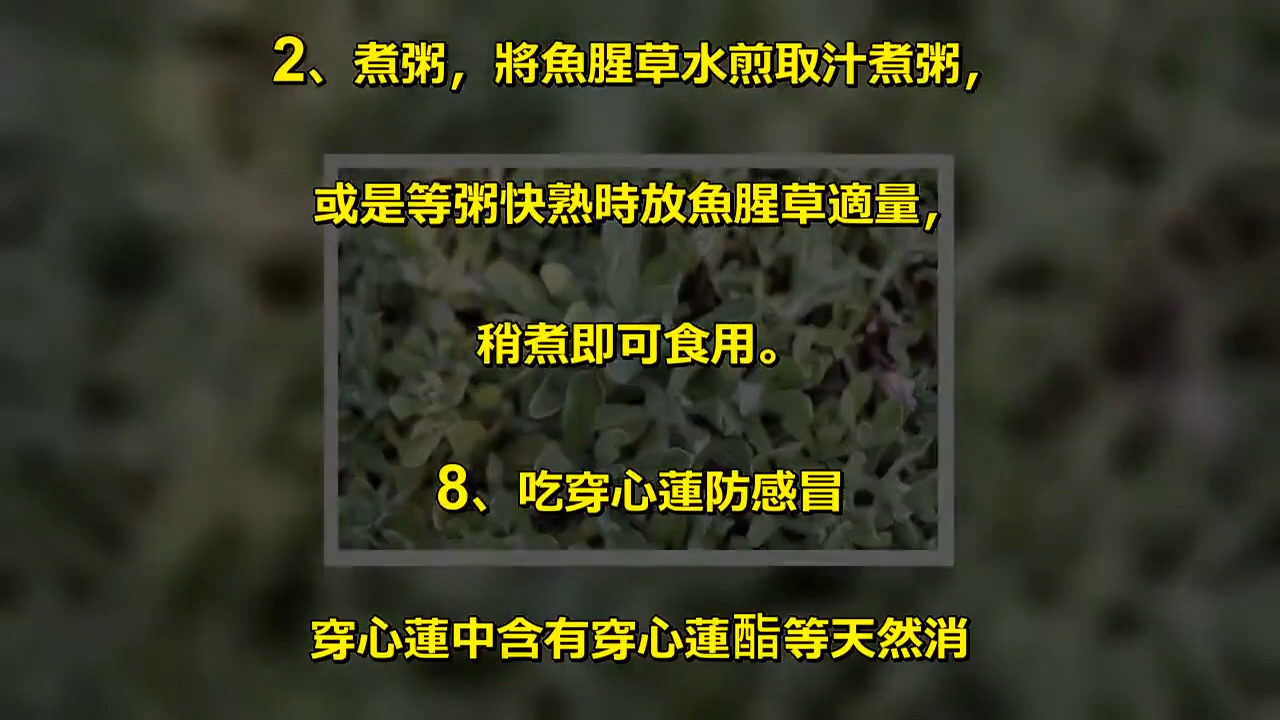 2、煮粥，將魚腥草水煎取汁煮粥，
或是等粥快熟時放魚腥草適量，
稍煮即可食用。
8、吃穿心蓮防感冒
穿心蓮中含有穿心蓮酯等天然消